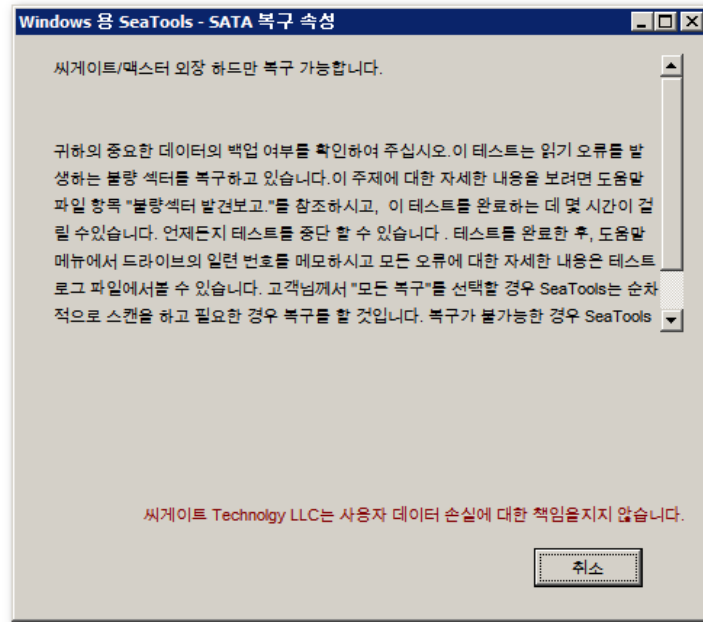 Windows 용 SeaTools - SATA 복구 속성
씨게이트/맥스터 외장 하드만 복구 가능합니다.
귀하의 중요한 데이터의 백업 여부를 확인하여 주십시오.이 테스트는 읽기 오류를 발
생하는 불량 섹터를 복구하고 있습니다.이 주제에 대한 자세한 내용을 보려면 도움말
파일 항목 "불량섹터 발견보고."를 참조하시고, 이 테스트를 완료하는 데 몇 시간이 걸
릴 수있습니다. 언제든지 테스트를 중단 할 수 있습니다 . 테스트를 완료한 후, 도움말
메뉴에서 드라이브의 일련 번호를 메모하시고 모든 오류에 대한 자세한 내용은 테스트
로그 파일에서볼 수 있습니다. 고객님께서 "모든 복구"를 선택할 경우 SeaTools는 순차
적으로 스캔을 하고 필요한 경우 복구를 할 것입니다. 복구가 불가능한 경우 SeaTools
씨게이트 Technolgy LLC는 사용자 데이터 손실에 대한 책임을지지 않습니다.
취소